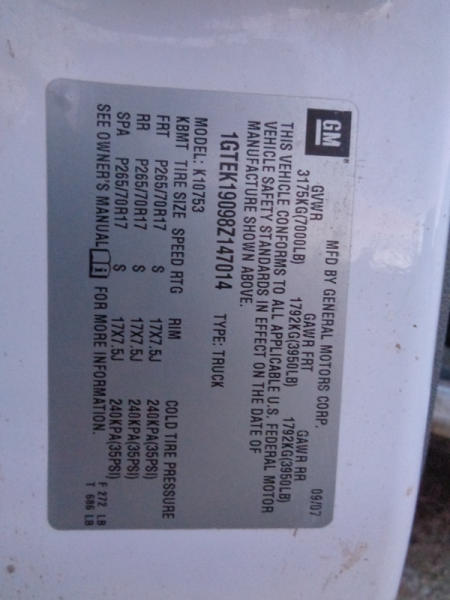 GM
MFD BY GENERAL MOTORS CORP. 09/07
GVWR GAWR FRT GAWR RR
3175KG(7000LB) 1792KG(3950LB) 1792KG(3950LB)
THIS VEHICLE CONFORMS TO ALL APPLICABLE U.S. FEDERAL MOTOR
VEHICLE SAFETY STANDARDS IN EFFECT ON THE DATE OF
MANUFACTURE SHOWN ABOVE.
1GTEK19098Z147014 TYPE: TRUCK
MODEL: K10753
KBMT TIRE SIZE SPEED RTG RIM COLD TIRE PRESSURE
FRT P265/70R17 S 17X7.5J 240KPA(35PSI)
RR P265/70R17 S 17X7.5J 240KPA(35PSI)
SPA P265/70R17 S 17X7.5J 240KPA(35PSI)
SEE OWNER'S MANUAL i FOR MORE INFORMATION.
F 272 LB
T 686 LB